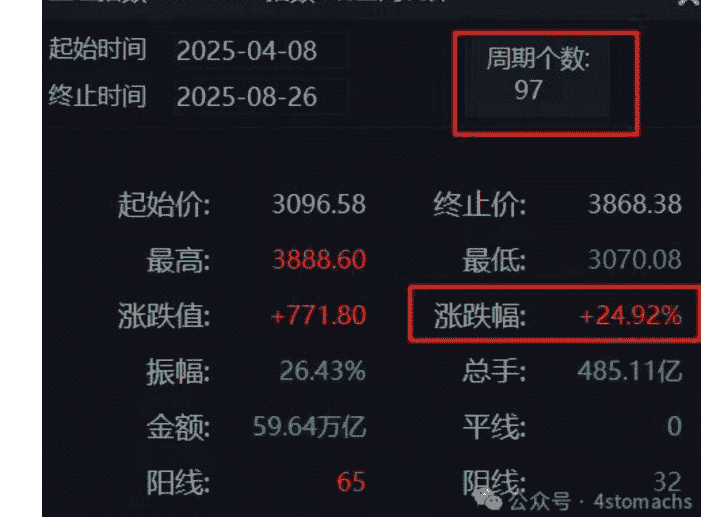 起始时间 2025-04-08 周期个数:
终止时间 2025-08-26 97
起始价: 3096.58 终止价: 3868.38
最高: 3888.60 最低: 3070.08
涨跌值: +771.80 涨跌幅: +24.92%
振幅: 26.43% 总手: 485.11亿
金额: 59.64万亿 平线: 0
阳线: 65 阴线: 32
公众号 · 4stomachs